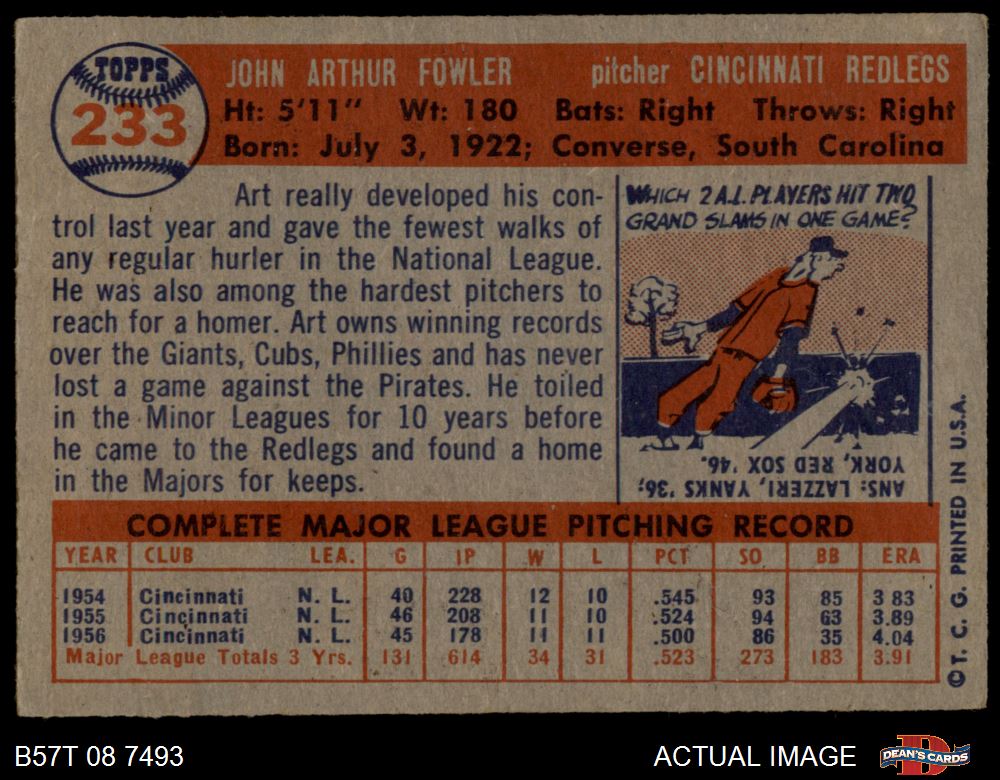 TOPPS
233
JOHN ARTHUR FOWLER pitcher CINCINNATI REDLEGS
Ht: 5'11" Wt: 180 Bats: Right Throws: Right
Born: July 3, 1922; Converse, South Carolina
Art really developed his con-
trol last year and gave the fewest walks of
any regular hurler in the National League.
He was also among the hardest pitchers to
reach for a homer. Art owns winning records
over the Giants, Cubs, Phillies and has never
lost a game against the Pirates. He toiled
in the Minor Leagues for 10 years before
he came to the Redlegs and found a home
in the Majors for keeps.
WHICH 2 A.L. PLAYERS HIT TWO
GRAND SLAMS IN ONE GAME?
ANS: LAZZERI, YANKS '36;
YORK, RED SOX '46.
COMPLETE MAJOR LEAGUE PITCHING RECORD
YEAR CLUB LEA. G IP W L PCT SO BB ERA
1954 Cincinnati N. L. 40 228 12 10 .545 93 85 3 83
1955 Cincinnati N. L. 46 208 11 10 .524 94 63 3.89
1956 Cincinnati N. L. 45 178 11 11 .500 86 35 4.04
Major League Totals 3 Yrs. 131 614 34 31 .523 273 183 3.91
©T. C. G. PRINTED IN U.S.A.
B57T 08 7493
ACTUAL IMAGE
D
DEAN'S CARDS